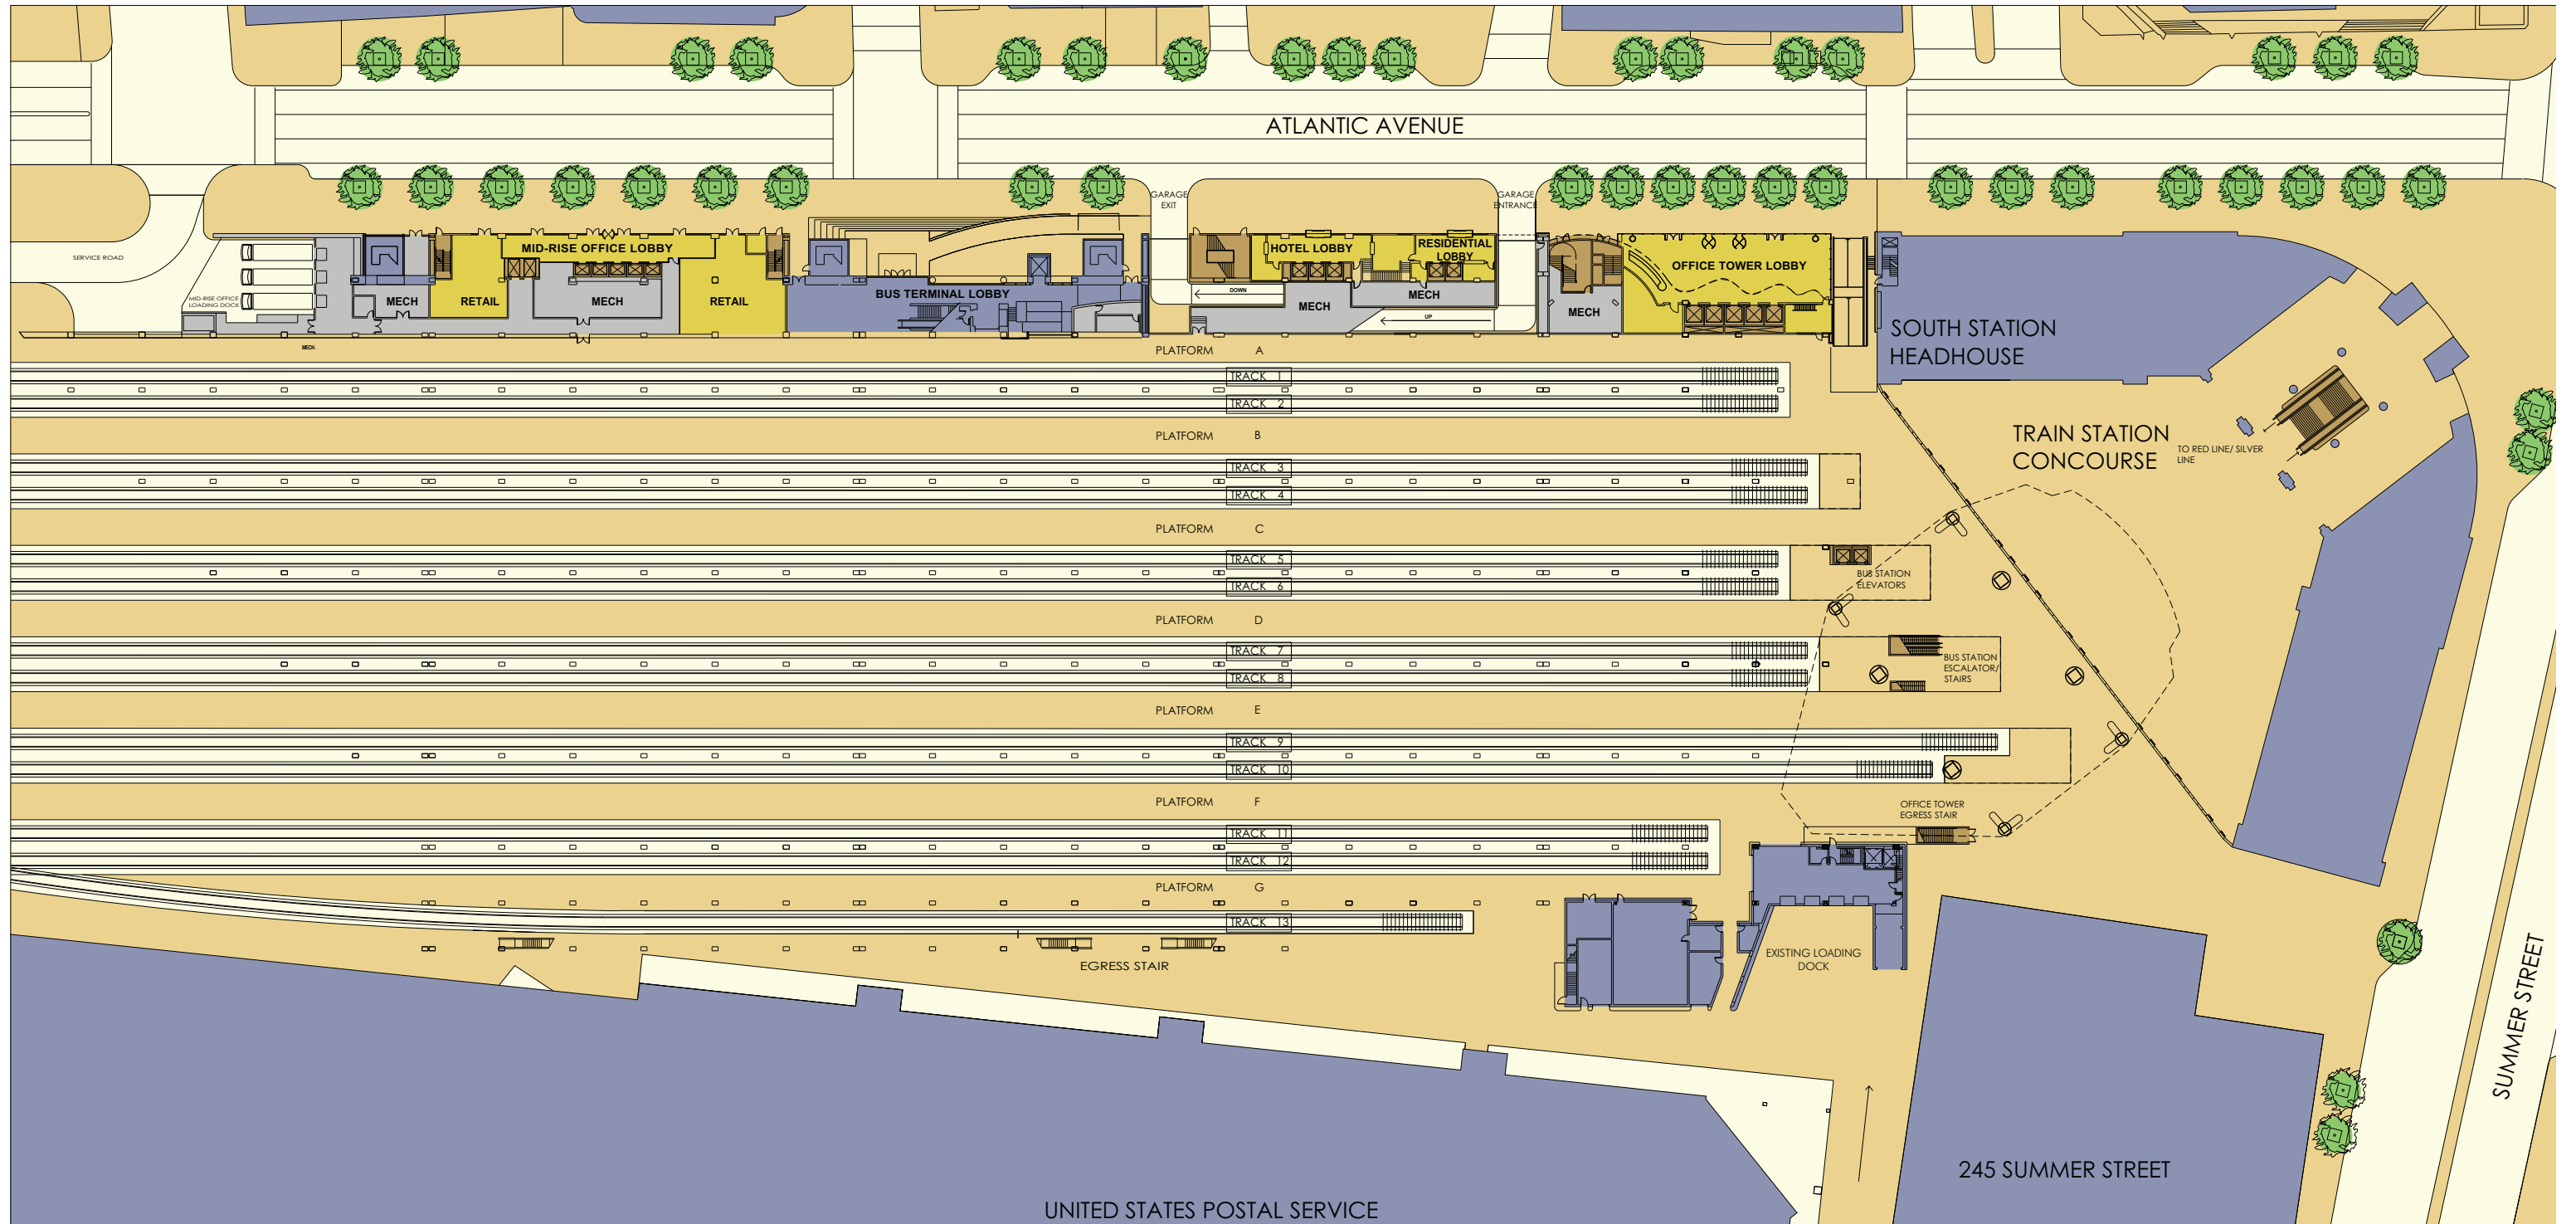 ATLANTIC AVENUE
GARAGE
EXIT
GARAGE
ENTRANCE
SERVICE ROAD
MID-RISE OFFICE
LOADING DOCK
MID-RISE OFFICE LOBBY
MECH
RETAIL
MECH
RETAIL
BUS TERMINAL LOBBY
HOTEL LOBBY
RESIDENTIAL
LOBBY
DOWN
MECH
MECH
UP
MECH
OFFICE TOWER LOBBY
MECH
SOUTH STATION
HEADHOUSE
PLATFORM A
TRACK 1
TRACK 2
PLATFORM B
TRACK 3
TRACK 4
TRAIN STATION
CONCOURSE
TO RED LINE/ SILVER
LINE
PLATFORM C
TRACK 5
TRACK 6
BUS STATION
ELEVATORS
PLATFORM D
TRACK 7
TRACK 8
BUS STATION
ESCALATOR/
STAIRS
PLATFORM E
TRACK 9
TRACK 10
PLATFORM F
OFFICE TOWER
EGRESS STAIR
TRACK 11
TRACK 12
PLATFORM G
TRACK 13
EGRESS STAIR
EXISTING LOADING
DOCK
SUMMER STREET
245 SUMMER STREET
UNITED STATES POSTAL SERVICE